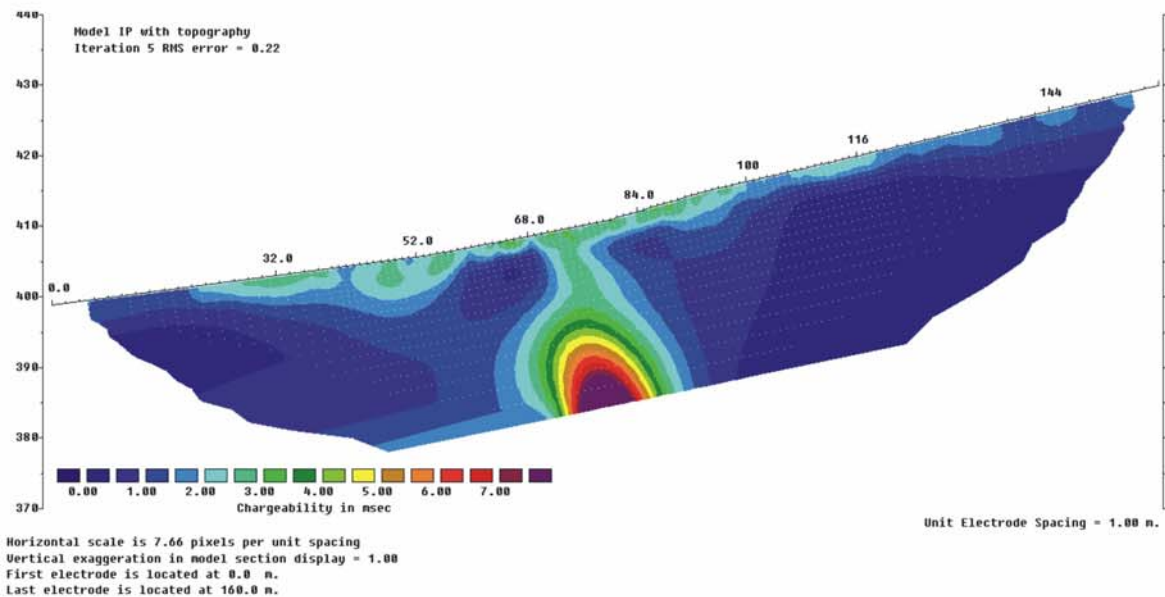 440
Model IP with topography
Iteration 5 RMS error = 0.22
430
144
420
116
100
84.0
410
68.0
52.0
32.0
0.0
400
390
380
0.00 1.00 2.00 3.00 4.00 5.00 6.00 7.00
Chargeability in msec
370
Unit Electrode Spacing = 1.00 m.
Horizontal scale is 7.66 pixels per unit spacing
Vertical exaggeration in model section display = 1.00
First electrode is located at 0.0 m.
Last electrode is located at 160.0 m.